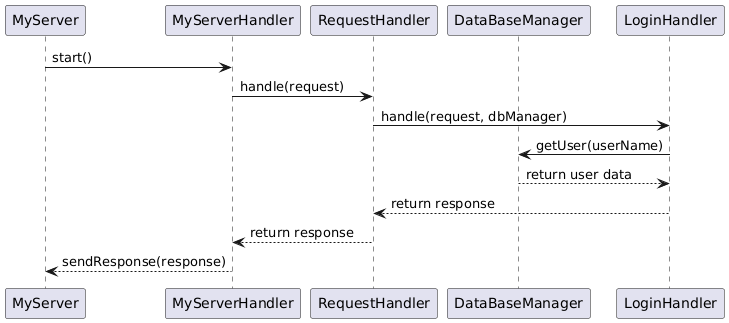 MyServer MyServerHandler RequestHandler DataBaseManager LoginHandler
start()
handle(request)
handle(request, dbManager)
getUser(userName)
return user data
return response
return response
sendResponse(response)
MyServer MyServerHandler RequestHandler DataBaseManager LoginHandler